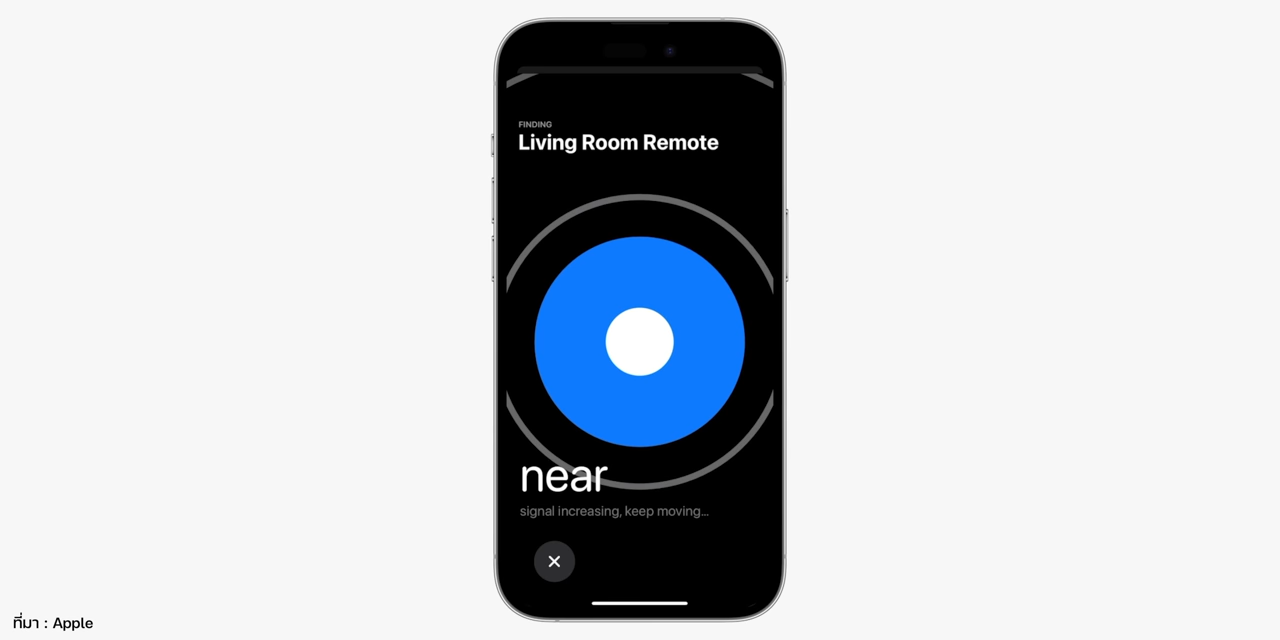 FINDING
Living Room Remote
near
signal increasing, keep moving...
ที่มา : Apple